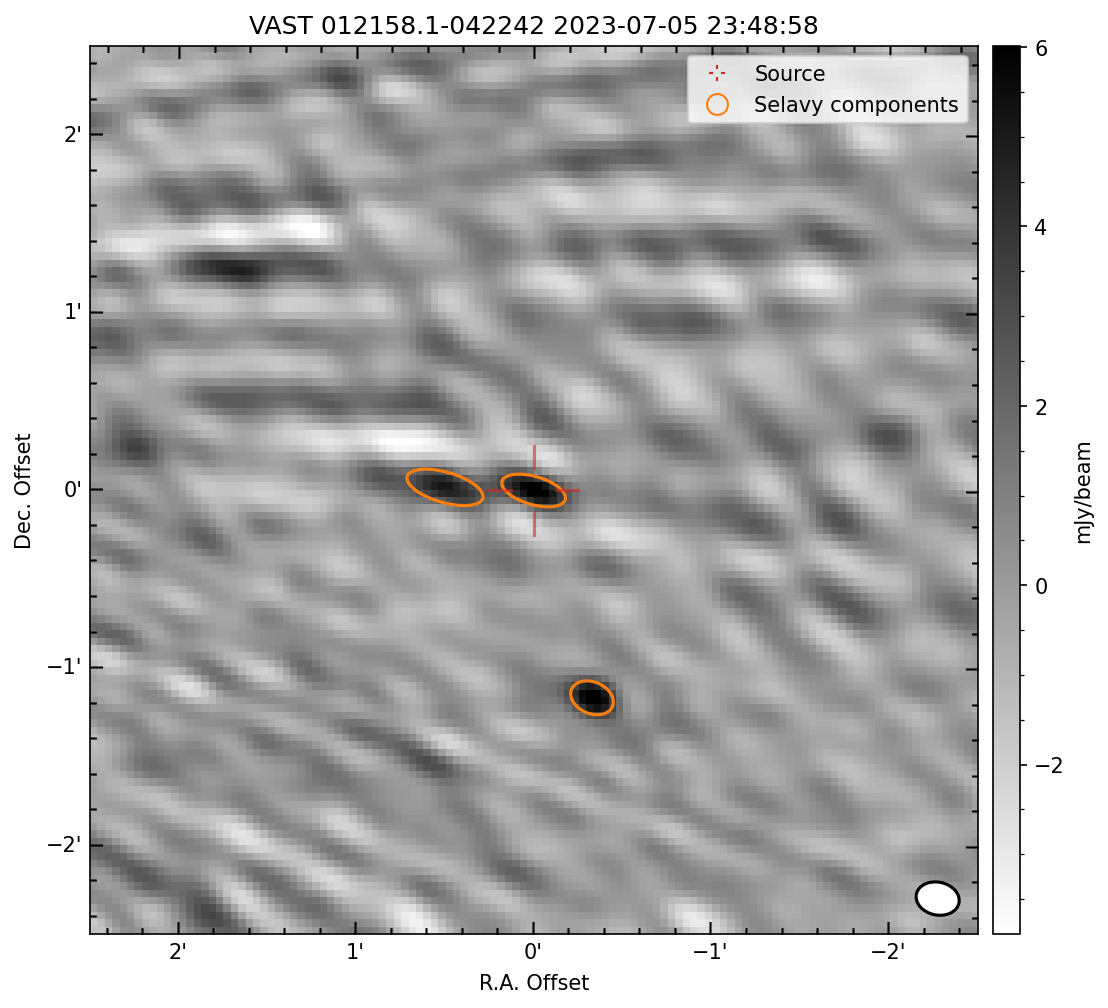 VAST 012158.1-042242 2023-07-05 23:48:58
Source
Selavy components
6
4
2
0
−2
mJy/beam
2'
1'
0'
−1'
−2'
Dec. Offset
2'
1'
0'
−1'
−2'
R.A. Offset